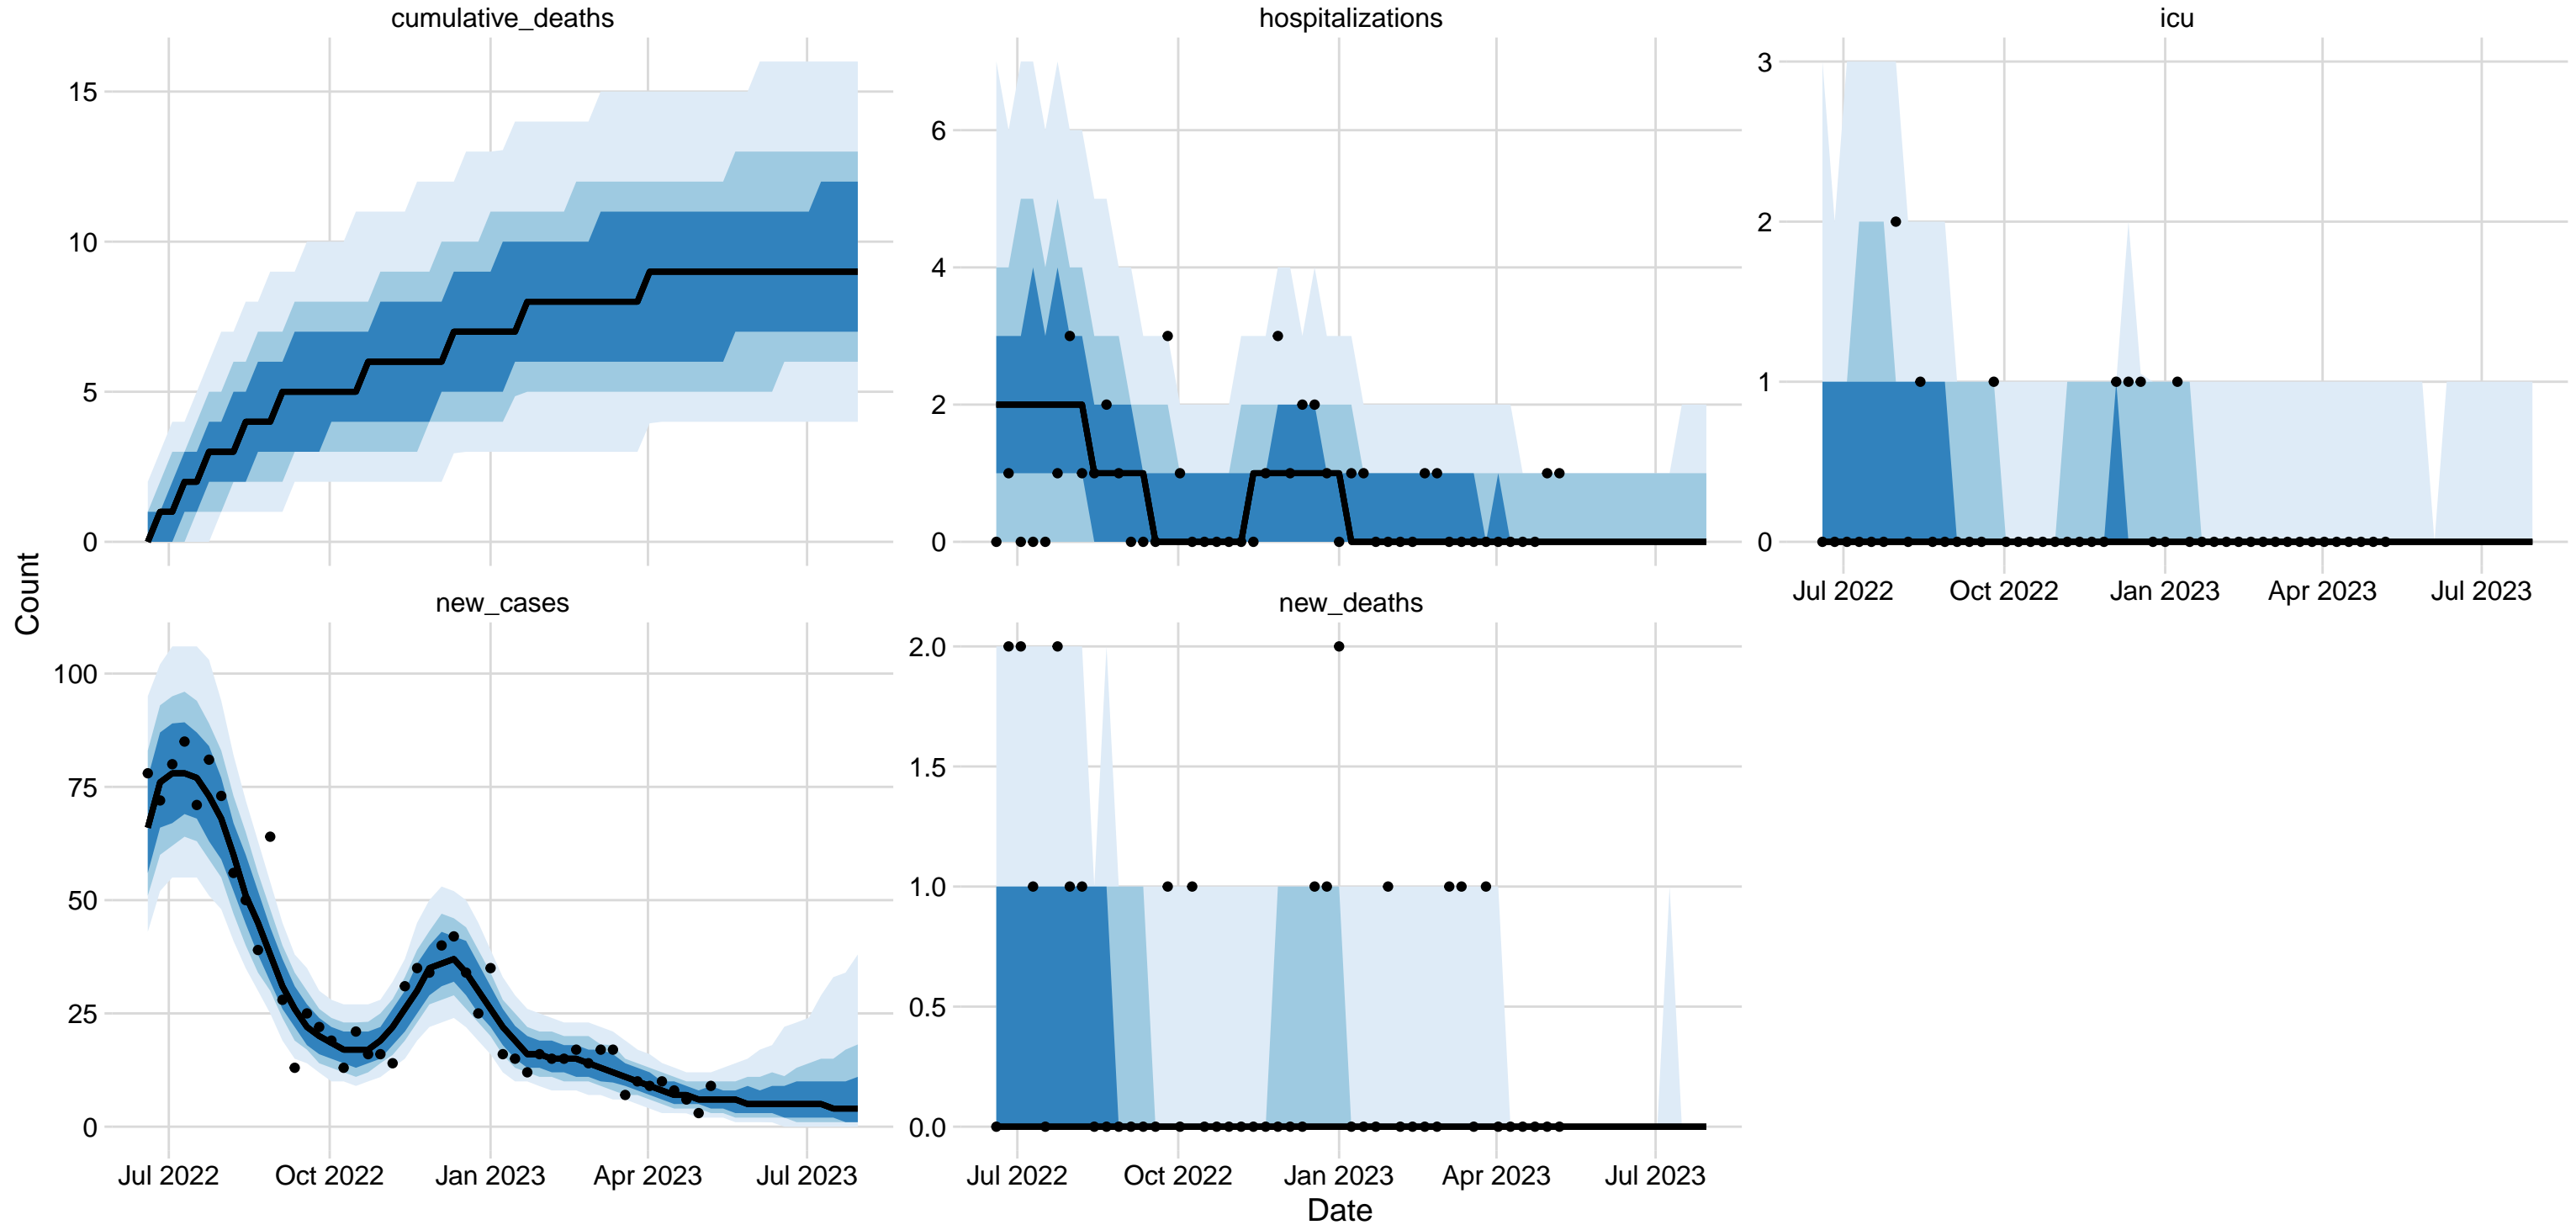 cumulative_deaths
hospitalizations
icu
15
10
5
0
6
4
2
0
3
2
1
0
Jul 2022
Oct 2022
Jan 2023
Apr 2023
Jul 2023
Count
new_cases
new_deaths
100
75
50
25
0
2.0
1.5
1.0
0.5
0.0
Jul 2022
Oct 2022
Jan 2023
Apr 2023
Jul 2023
Jul 2022
Oct 2022
Jan 2023
Apr 2023
Jul 2023
Date